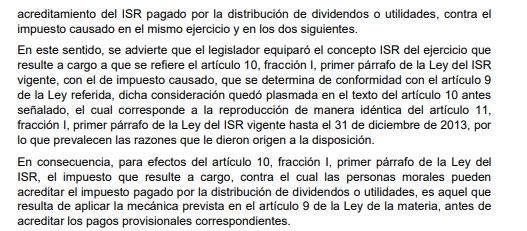 acreditamiento del ISR pagado por la distribución de dividendos o utilidades, contra el
impuesto causado en el mismo ejercicio y en los dos siguientes.
En este sentido, se advierte que el legislador equiparó el concepto ISR del ejercicio que
resulte a cargo a que se refiere el artículo 10, fracción I, primer párrafo de la Ley del ISR
vigente, con el de impuesto causado, que se determina de conformidad con el artículo 9
de la Ley referida, dicha consideración quedó plasmada en el texto del artículo 10 antes
señalado, el cual corresponde a la reproducción de manera idéntica del artículo 11,
fracción I, primer párrafo de la Ley del ISR vigente hasta el 31 de diciembre de 2013, por
lo que prevalecen las razones que le dieron origen a la disposición.
En consecuencia, para efectos del artículo 10, fracción I, primer párrafo de la Ley del
ISR, el impuesto que resulte a cargo, contra el cual las personas morales pueden
acreditar el impuesto pagado por la distribución de dividendos o utilidades, es aquel que
resulta de aplicar la mecánica prevista en el artículo 9 de la Ley de la materia, antes de
acreditar los pagos provisionales correspondientes.